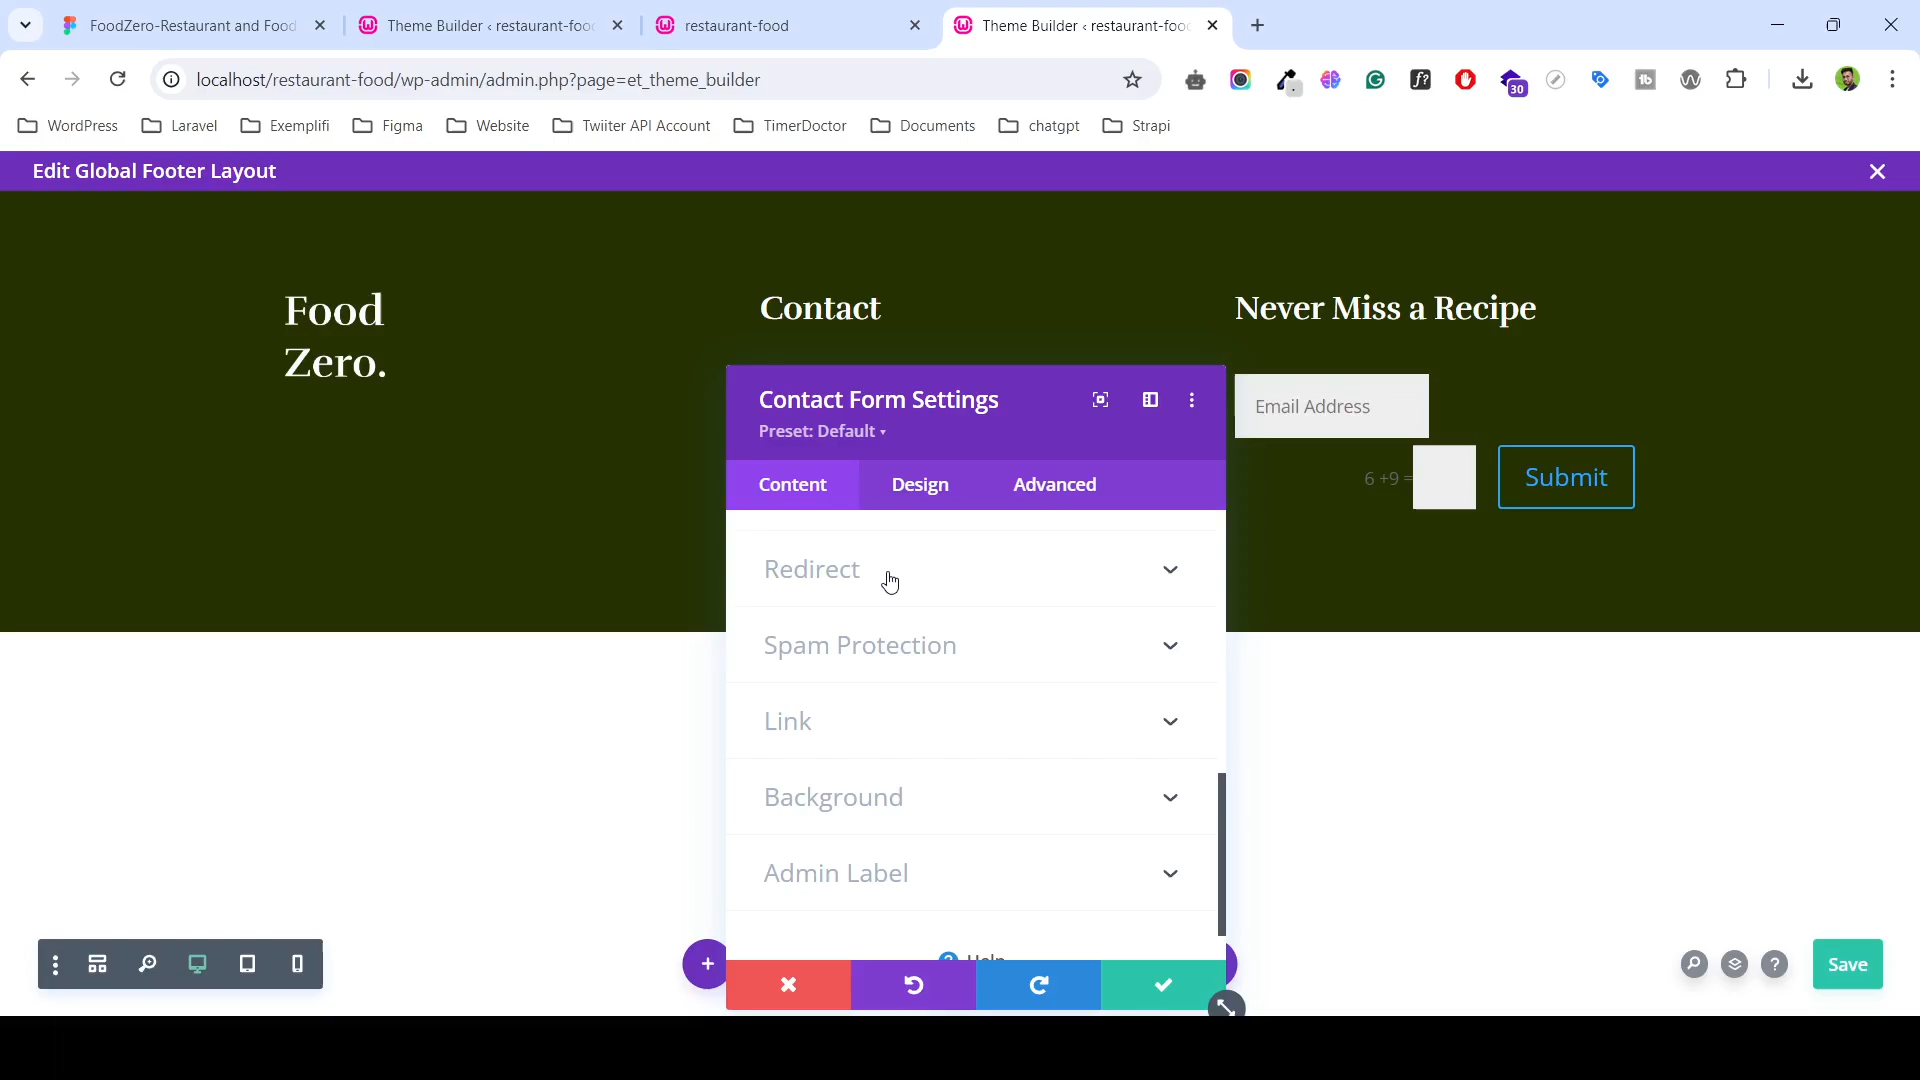 FoodZero-Restaurant and Food
Theme Builder ‹ restaurant-foo
restaurant-food
Theme Builder ‹ restaurant-foo
localhost/restaurant-food/wp-admin/admin.php?page=et_theme_builder
f?
30
tb
WordPress
Laravel
Exemplifi
Figma
Website
Twiiter API Account
TimerDoctor
Documents
chatgpt
Strapi
Edit Global Footer Layout
Food
Zero.
Contact
Never Miss a Recipe
Contact Form Settings
Preset: Default
Content
Design
Advanced
Email Address
6 +9 =
Submit
Redirect
Spam Protection
Link
Background
Admin Label
Help
Save